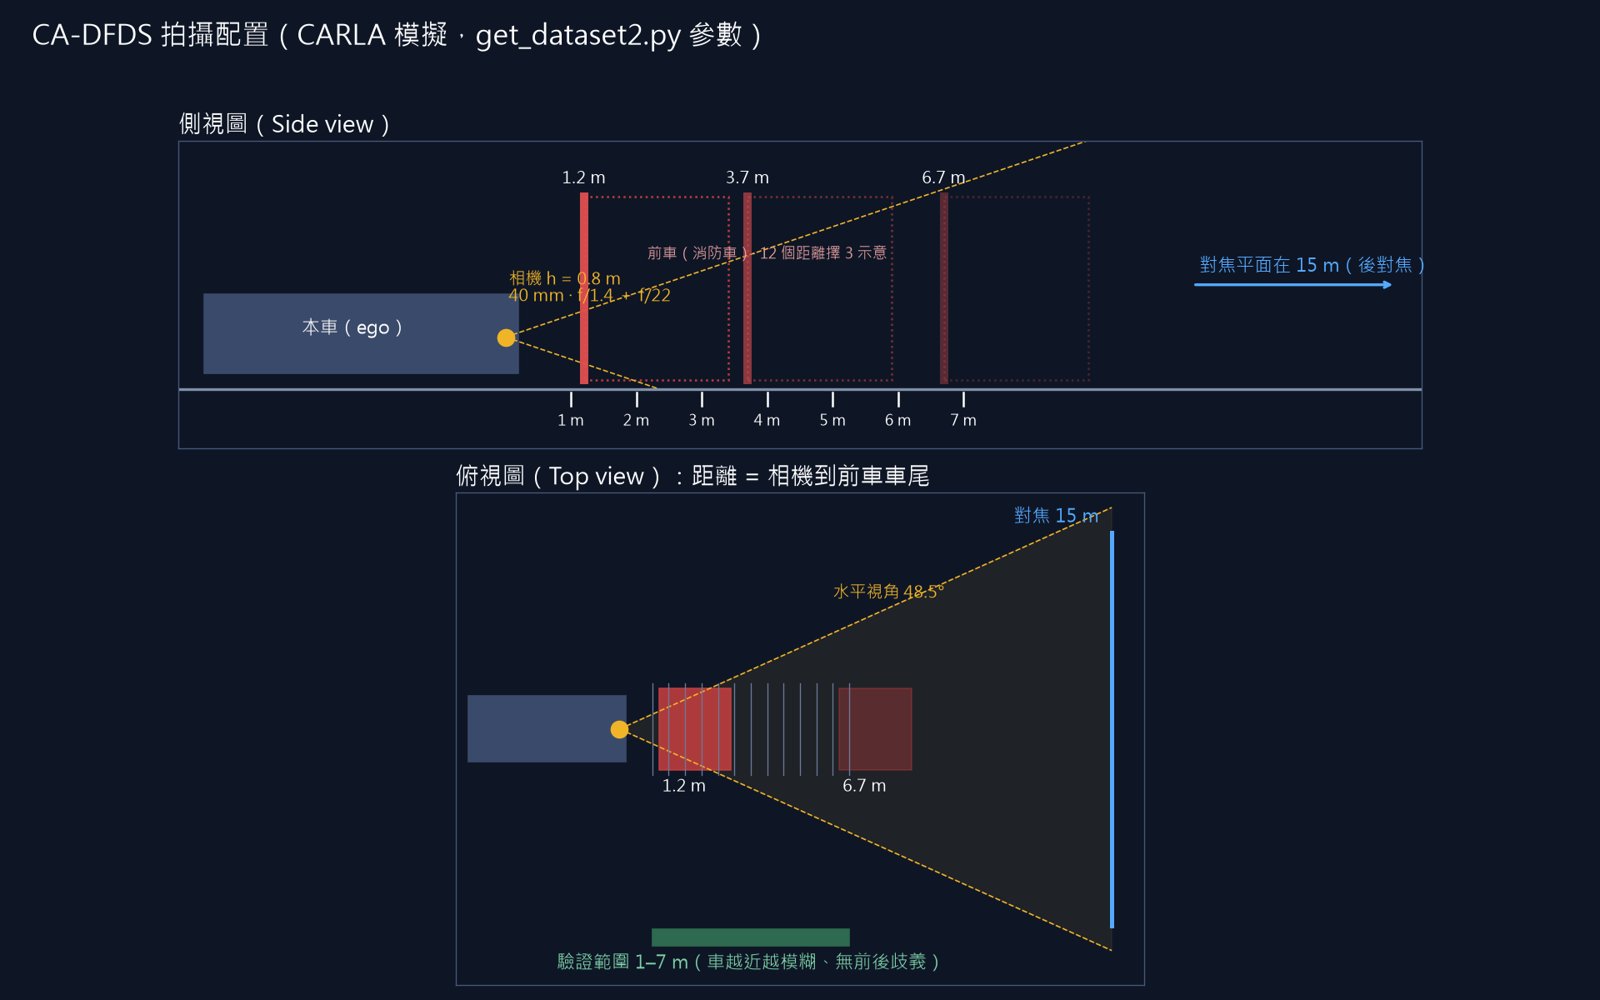 CA-DFDS 拍攝配置（CARLA 模擬，get_dataset2.py 參數）
側視圖（Side view）
1.2 m
3.7 m
6.7 m
前車（消防車） 12 個距離擇 3 示意
相機 h = 0.8 m
40 mm · f/1.4 + f/22
對焦平面在 15 m（後對焦）
本車（ego）
1 m
2 m
3 m
4 m
5 m
6 m
7 m
俯視圖（Top view）：距離 = 相機到前車車尾
對焦 15 m
水平視角 48.5°
1.2 m
6.7 m
驗證範圍 1–7 m（車越近越模糊、無前後歧義）